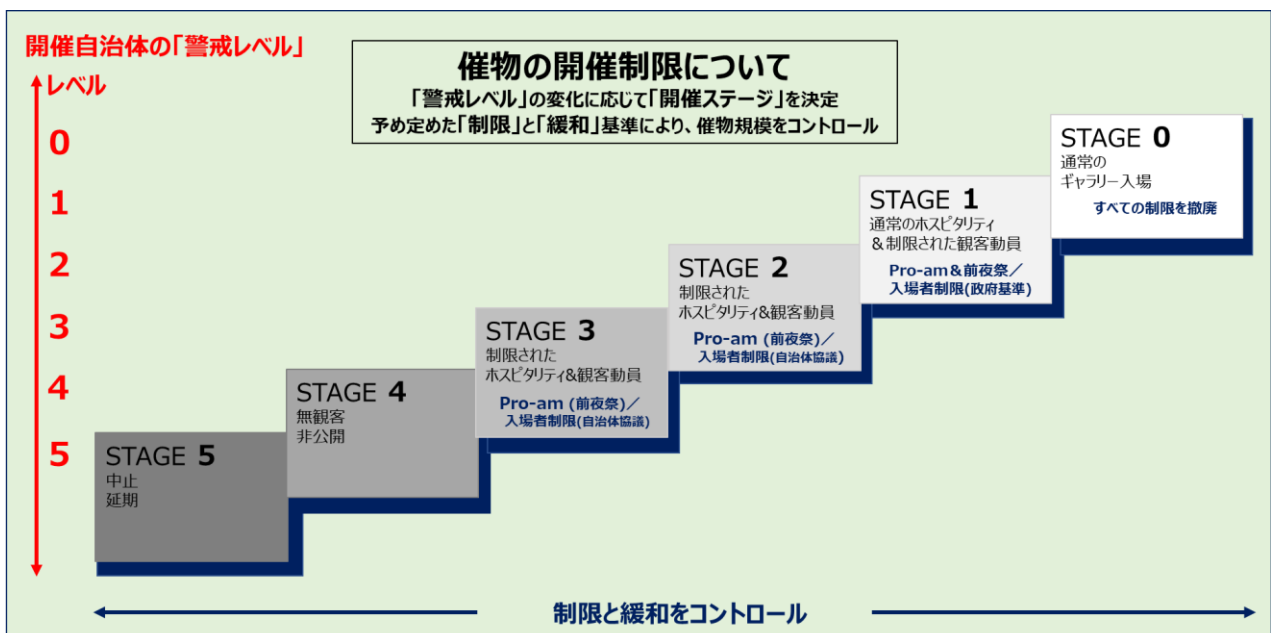 開催自治体の「警戒レベル」
レベル
催物の開催制限について
「警戒レベル」の変化に応じて「開催ステージ」を決定
予め定めた「制限」と「緩和」基準により、催物規模をコントロール
0
1
2
3
4
5
STAGE 0
通常の
ギャラリー入場
すべての制限を撤廃
STAGE 1
通常のホスピタリティ
&制限された観客動員
Pro-am&前夜祭/
入場者制限(政府基準)
STAGE 2
制限された
ホスピタリティ&観客動員
Pro-am (前夜祭)/
入場者制限(自治体協議)
STAGE 3
制限された
ホスピタリティ&観客動員
Pro-am (前夜祭)/
入場者制限(自治体協議)
STAGE 4
無観客
非公開
STAGE 5
中止
延期
制限と緩和をコントロール